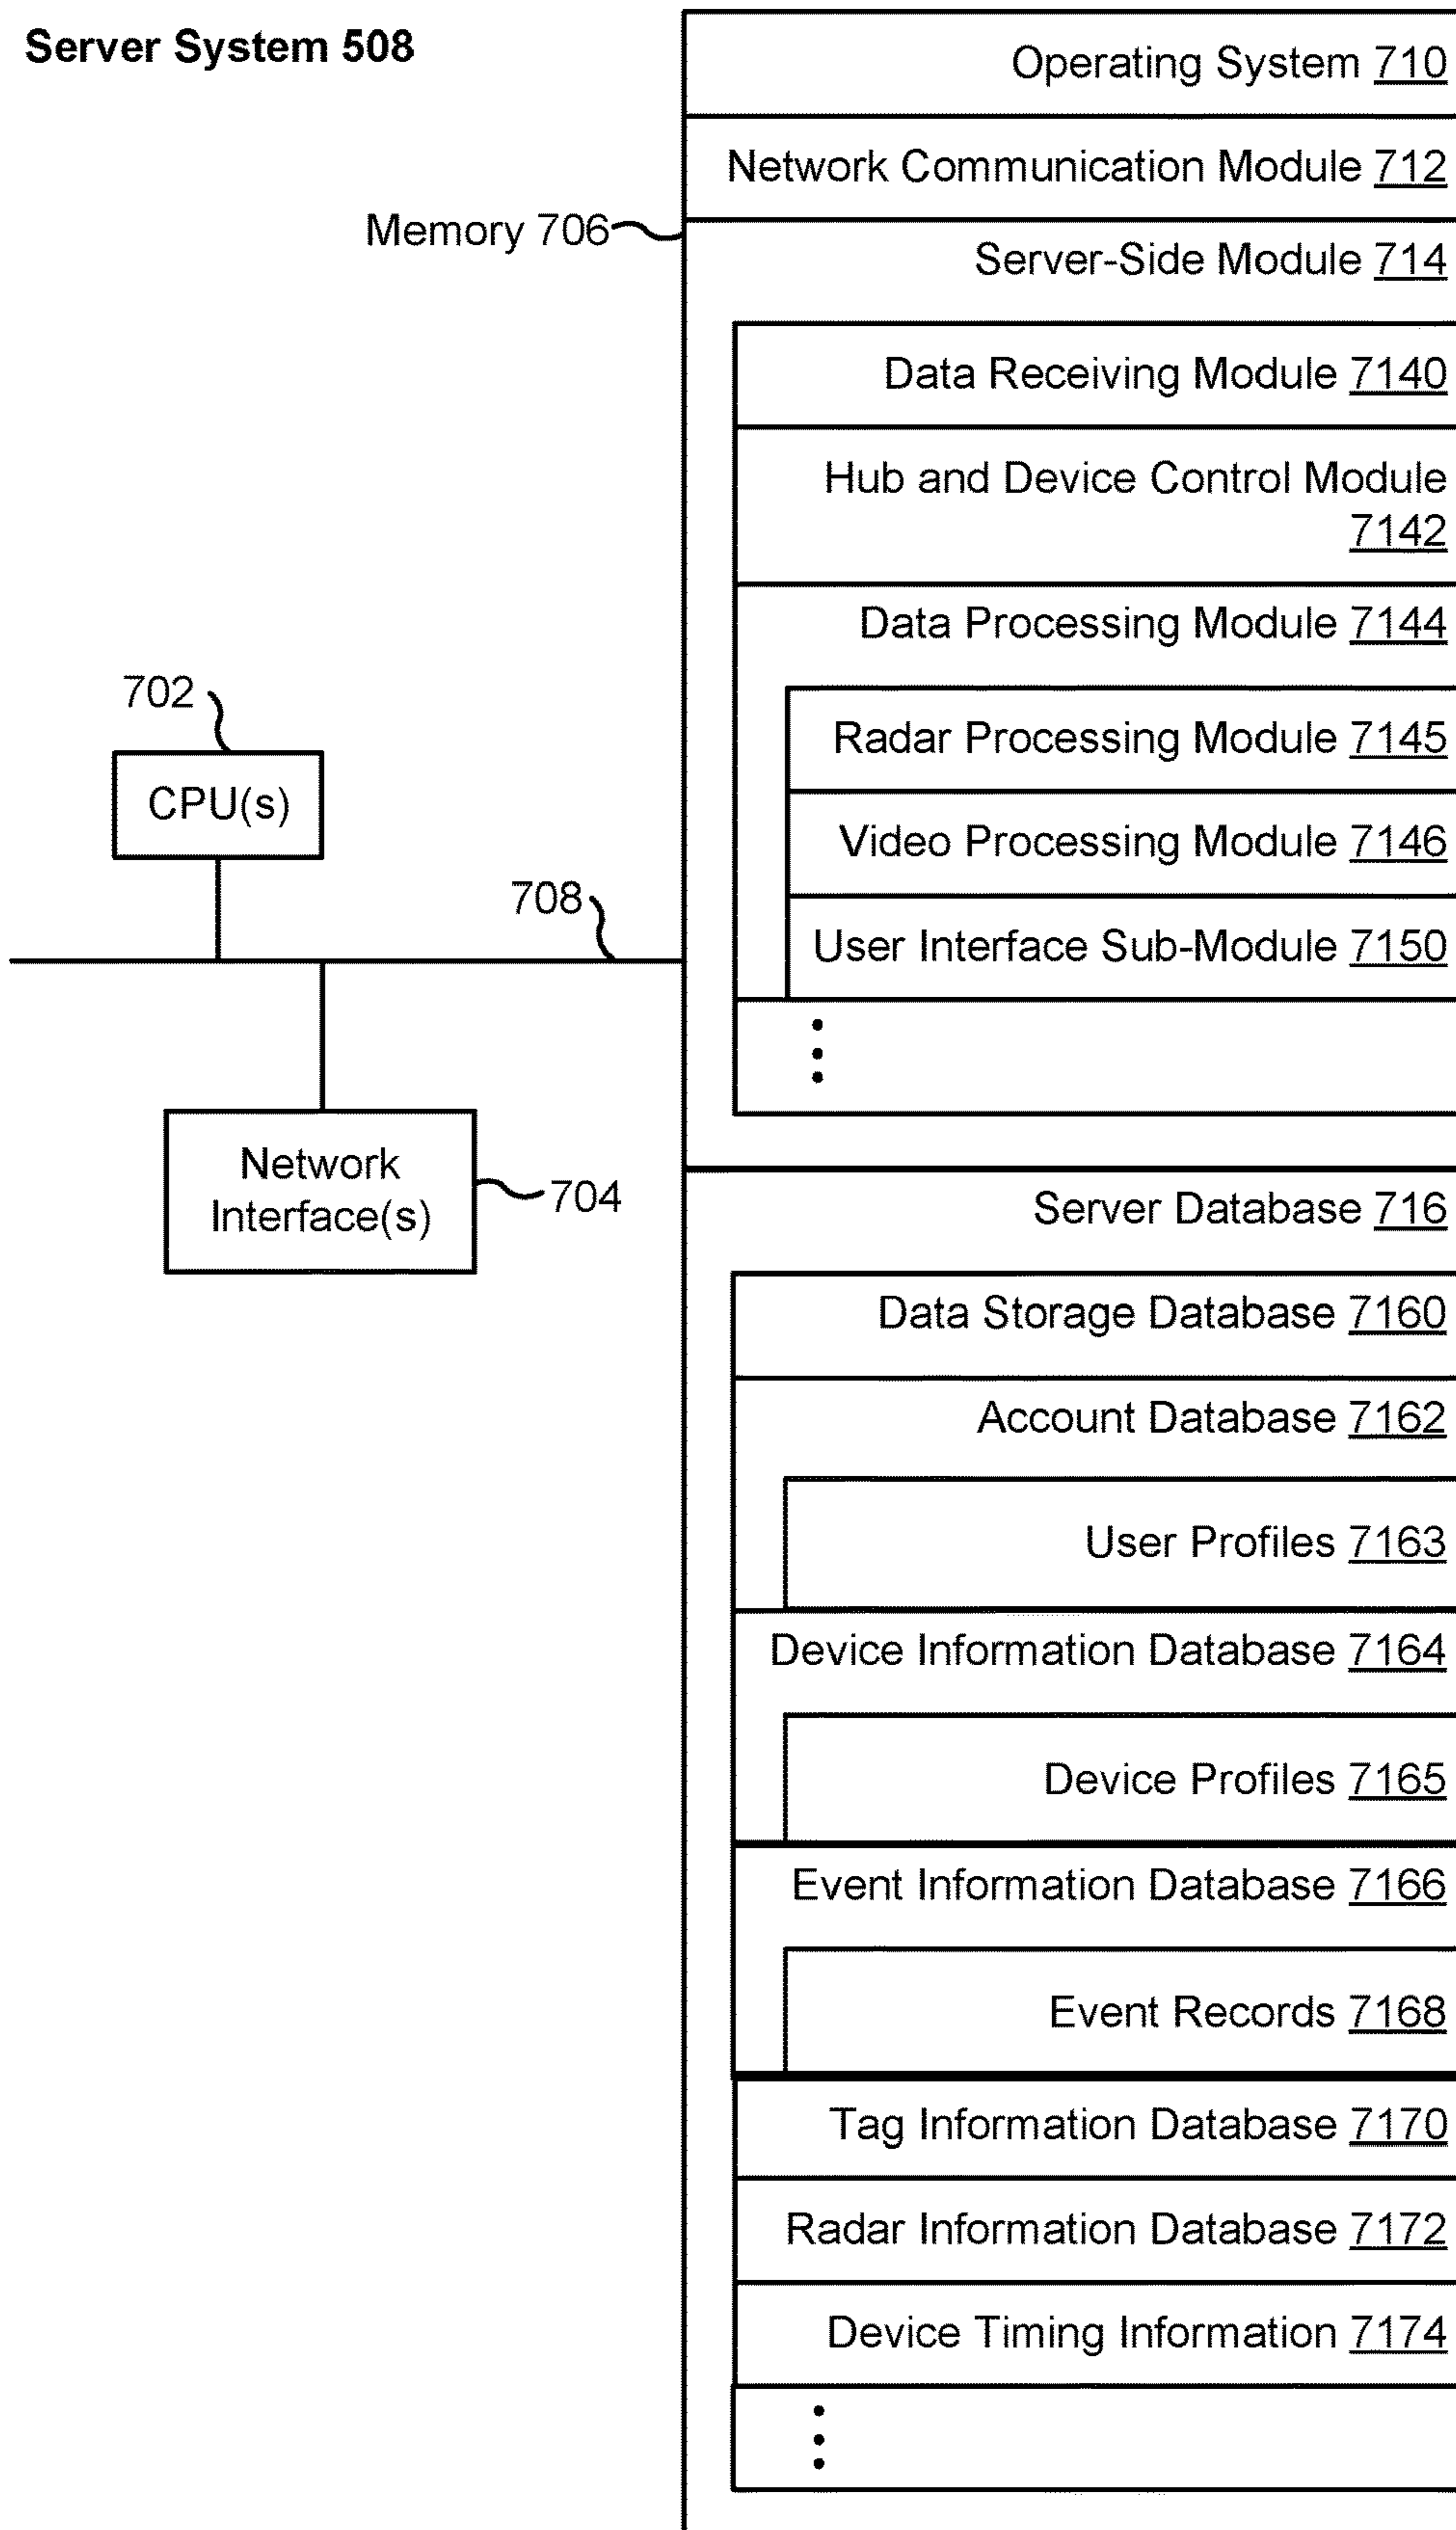 Server System 508
Operating System 710
Network Communication Module 712
Memory 706
Server-Side Module 714
Data Receiving Module 7140
Hub and Device Control Module
7142
Data Processing Module 7144
702
Radar Processing Module 7145
CPU(s)
Video Processing Module 7146
708
User Interface Sub-Module 7150
Network
Interface(s)
704
Server Database 716
Data Storage Database 7160
Account Database 7162
User Profiles 7163
Device Information Database 7164
Device Profiles 7165
Event Information Database 7166
Event Records 7168
Tag Information Database 7170
Radar Information Database 7172
Device Timing Information 7174